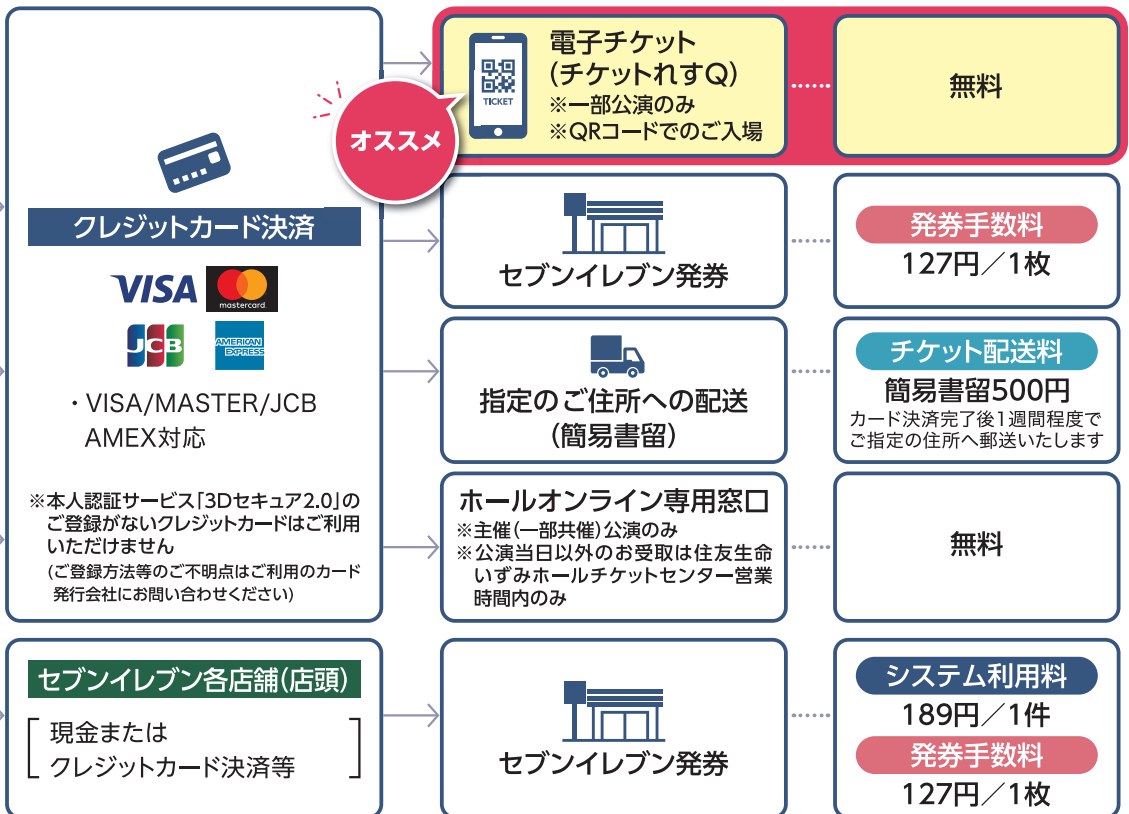 電子チケット
(チケットれすQ)
※一部公演のみ
※QRコードでのご入場
TICKET
無料
オススメ
クレジットカード決済
VISA
mastercard
JCB
AMERICAN
EXPRESS
・VISA/MASTER/JCB
AMEX対応
※本人認証サービス「3Dセキュア2.0」の
ご登録がないクレジットカードはご利用
いただけません
(ご登録方法等のご不明点はご利用のカード
発行会社にお問い合わせください)
セブンイレブン発券
発券手数料
127円／1枚
指定のご住所への配送
(簡易書留)
チケット配送料
簡易書留500円
カード決済完了後1週間程度で
ご指定の住所へ郵送いたします
ホールオンライン専用窓口
※主催(一部共催)公演のみ
※公演当日以外のお受取は住友生命
いずみホールチケットセンター営業
時間内のみ
無料
セブンイレブン各店舗(店頭)
現金または
クレジットカード決済等
セブンイレブン発券
システム利用料
189円／1件
発券手数料
127円／1枚